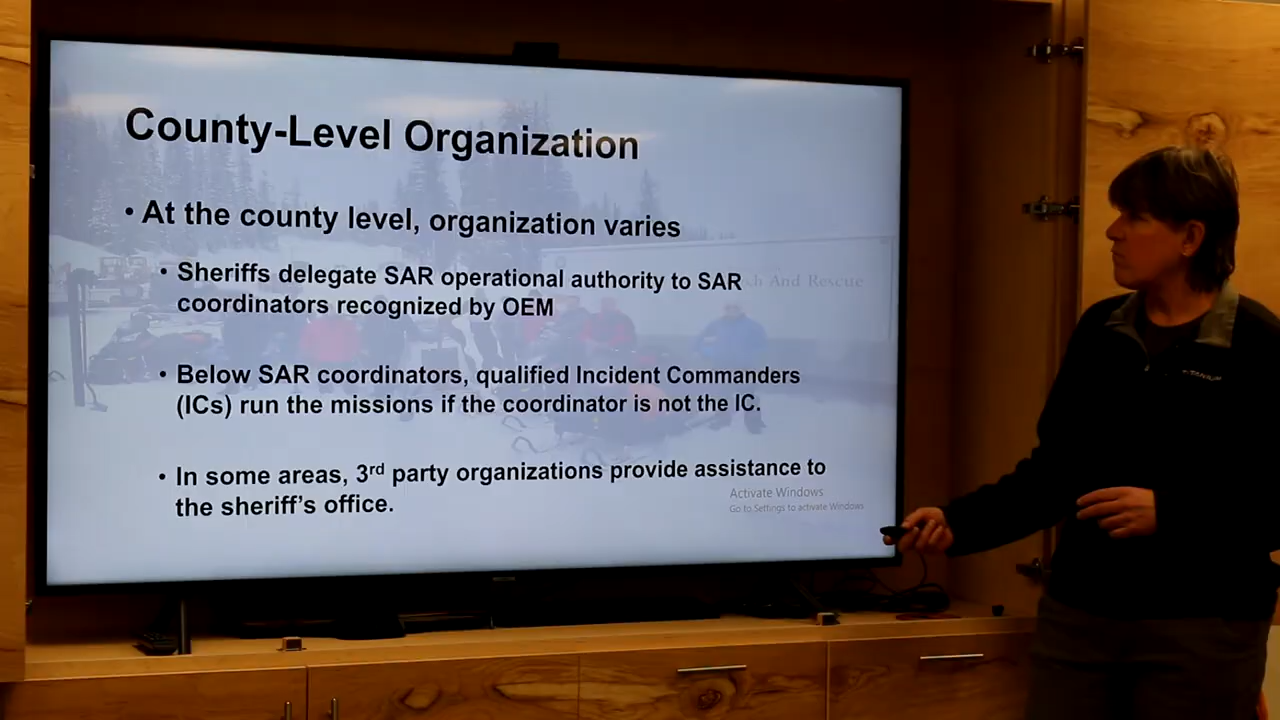 County-Level Organization
• At the county level, organization varies
• Sheriffs delegate SAR operational authority to SAR
coordinators recognized by OEM
• Below SAR coordinators, qualified Incident Commanders
(ICs) run the missions if the coordinator is not the IC.
• In some areas, 3rd party organizations provide assistance to
the sheriff's office.
And Rescue
Activate Windows
Go to Settings to activate Windows